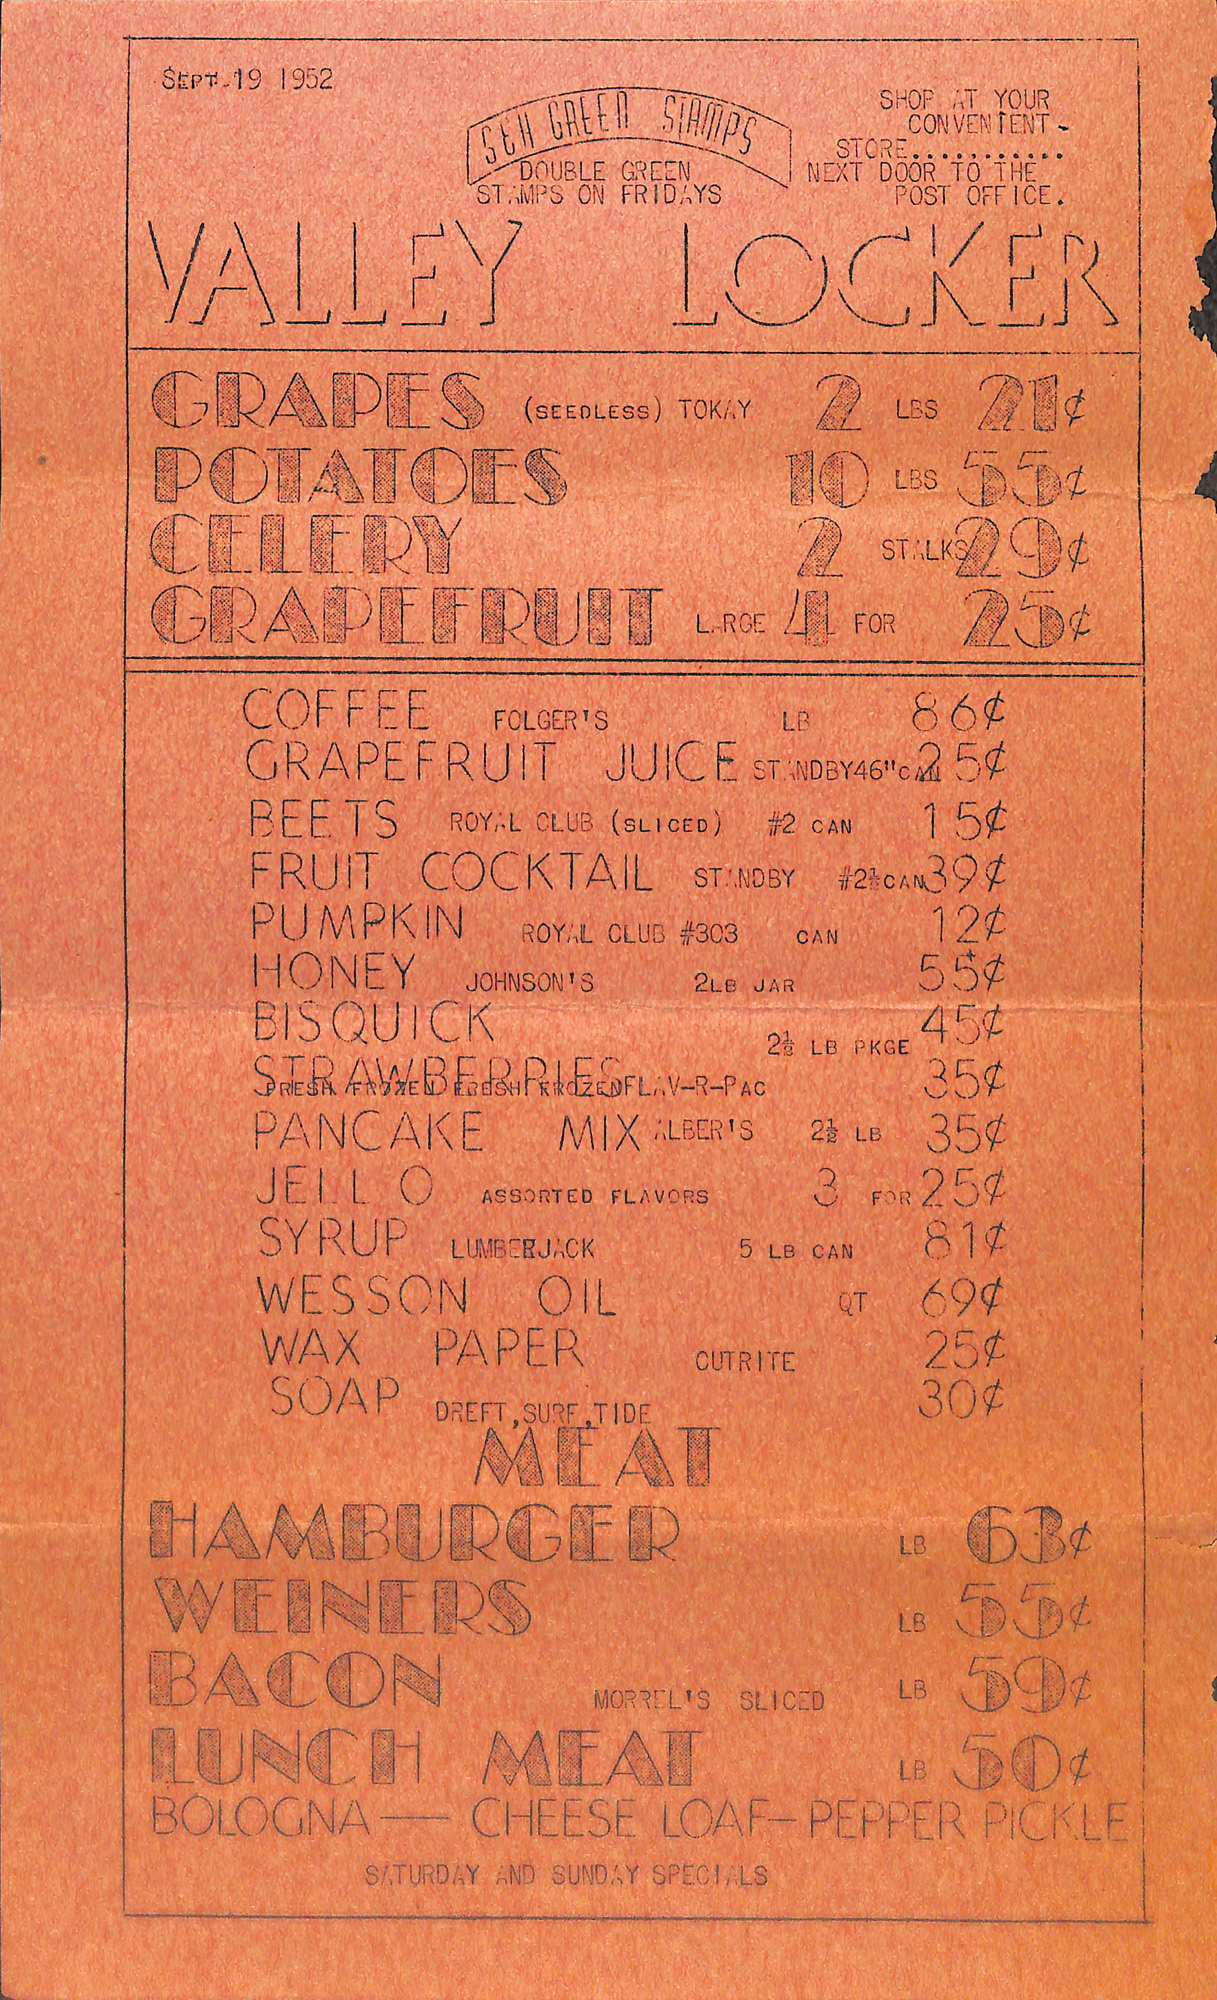 SEPT. 19 1952
S&H GREEN STAMPS
DOUBLE GREEN
STAMPS ON FRIDAYS
SHOP AT YOUR
CONVENIENT-
STORE...........
NEXT DOOR TO THE
POST OFFICE.
VALLEY LOCKER
GRAPES (SEEDLESS) TOKAY 2 LBS 21¢
POTATOES 10 LBS 55¢
CELERY 2 STALKS 29¢
GRAPEFRUIT LARGE 4 FOR 25¢
COFFEE FOLGER'S LB 86¢
GRAPEFRUIT JUICE STANDBY 46" CAN 25¢
BEETS ROYAL CLUB (SLICED) #2 CAN 15¢
FRUIT COCKTAIL STANDBY #2½ CAN 39¢
PUMPKIN ROYAL CLUB #303 CAN 12¢
HONEY JOHNSON'S 2LB JAR 55¢
BISQUICK 2½ LB PKGE 45¢
STRAWBERRIES 35¢
FRESH FROZEN FRESH FROZEN FLAV-R-PAC
PANCAKE MIX ALBER'S 2½ LB 35¢
JELL O ASSORTED FLAVORS 3 FOR 25¢
SYRUP LUMBERJACK 5 LB CAN 81¢
WESSON OIL QT 69¢
WAX PAPER CUTRITE 25¢
SOAP DREFT,SURF,TIDE 30¢
MEAT
HAMBURGER LB 63¢
WEINERS LB 55¢
BACON MORREL'S SLICED LB 59¢
LUNCH MEAT LB 50¢
BOLOGNA— CHEESE LOAF—PEPPER PICKLE
SATURDAY AND SUNDAY SPECIALS